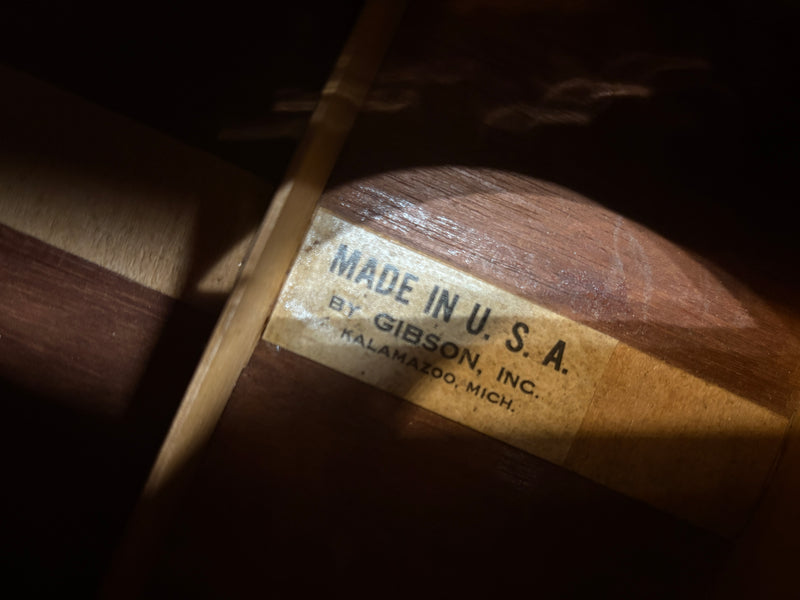 MADE IN U. S. A.
BY GIBSON, INC.
KALAMAZOO, MICH.